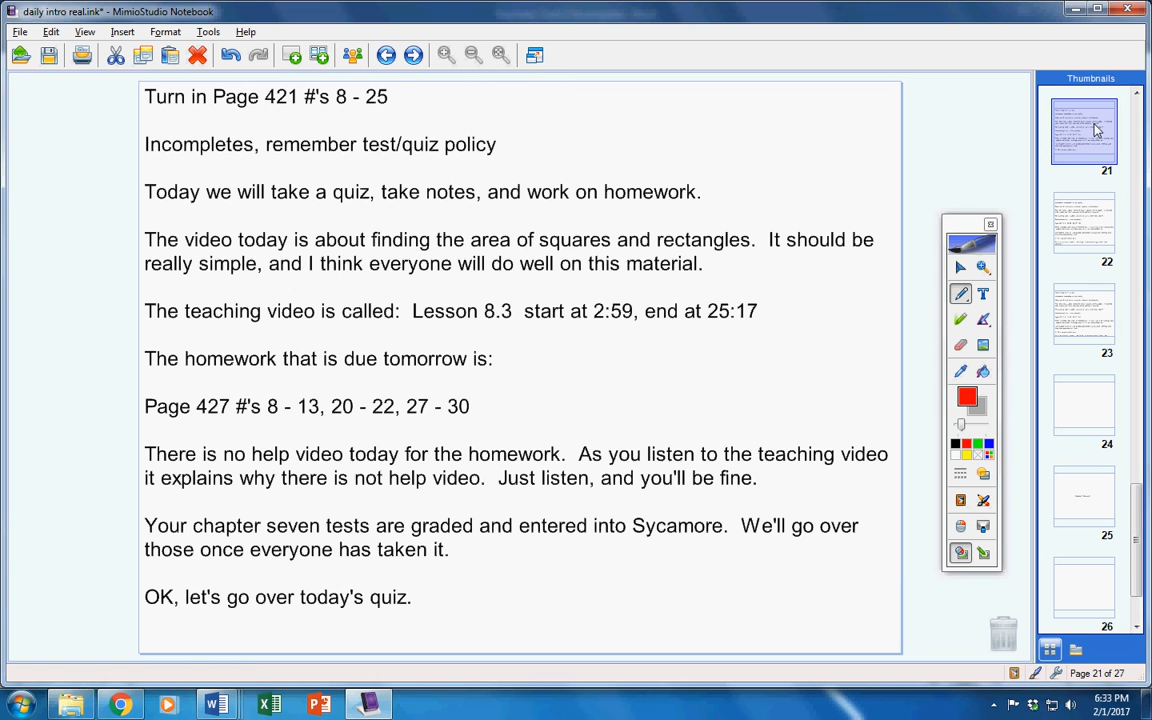 daily intro real.ink* - MimioStudio Notebook
File Edit View Insert Format Tools Help
Thumbnails
Turn in Page 421 #'s 8 - 25
Incompletes, remember test/quiz policy
Today we will take a quiz, take notes, and work on homework.
The video today is about finding the area of squares and rectangles. It should be
really simple, and I think everyone will do well on this material.
The teaching video is called: Lesson 8.3 start at 2:59, end at 25:17
The homework that is due tomorrow is:
Page 427 #'s 8 - 13, 20 - 22, 27 - 30
There is no help video today for the homework. As you listen to the teaching video
it explains why there is not help video. Just listen, and you'll be fine.
Your chapter seven tests are graded and entered into Sycamore. We'll go over
those once everyone has taken it.
OK, let's go over today's quiz.
21
22
23
24
25
26
Page 21 of 27
6:33 PM
2/1/2017